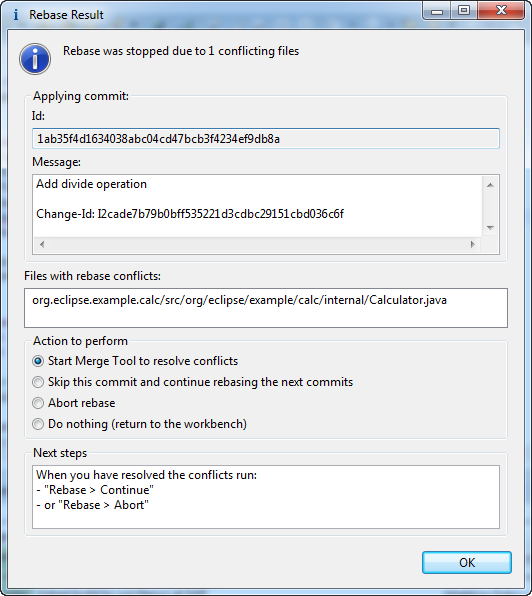 Rebase Result
Rebase was stopped due to 1 conflicting files
Applying commit:
Id:
1ab35f4d1634038abc04cd47bcb3f4234ef9db8a
Message:
Add divide operation
Change-Id: I2cade7b79b0bff535221d3cdbc29151cbd036c6f
Files with rebase conflicts:
org.eclipse.example.calc/src/org/eclipse/example/calc/internal/Calculator.java
Action to perform
Start Merge Tool to resolve conflicts
Skip this commit and continue rebasing the next commits
Abort rebase
Do nothing (return to the workbench)
Next steps
When you have resolved the conflicts run:
- "Rebase > Continue"
- or "Rebase > Abort"
OK